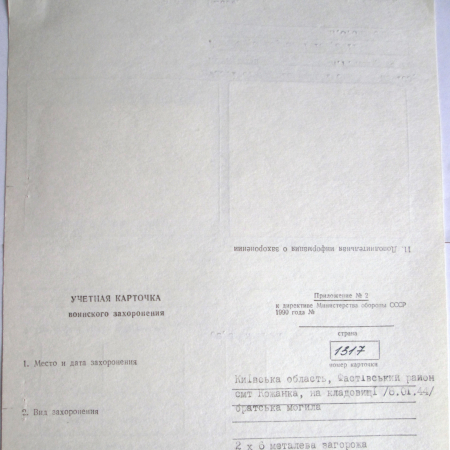 11. Дополнительная информация о захоронении
УЧЕТНАЯ КАРТОЧКА
воинского захоронения
Приложение № 2
к директиве Министерства обороны СССР
1990 года №
страна
1317
номер карточки
1. Место и дата захоронения
Київська область, Фастівський район
смт Кожанка, на кладовищі /6.01.44/
2. Вид захоронения
братська могила
2 х 6 металева загорожа